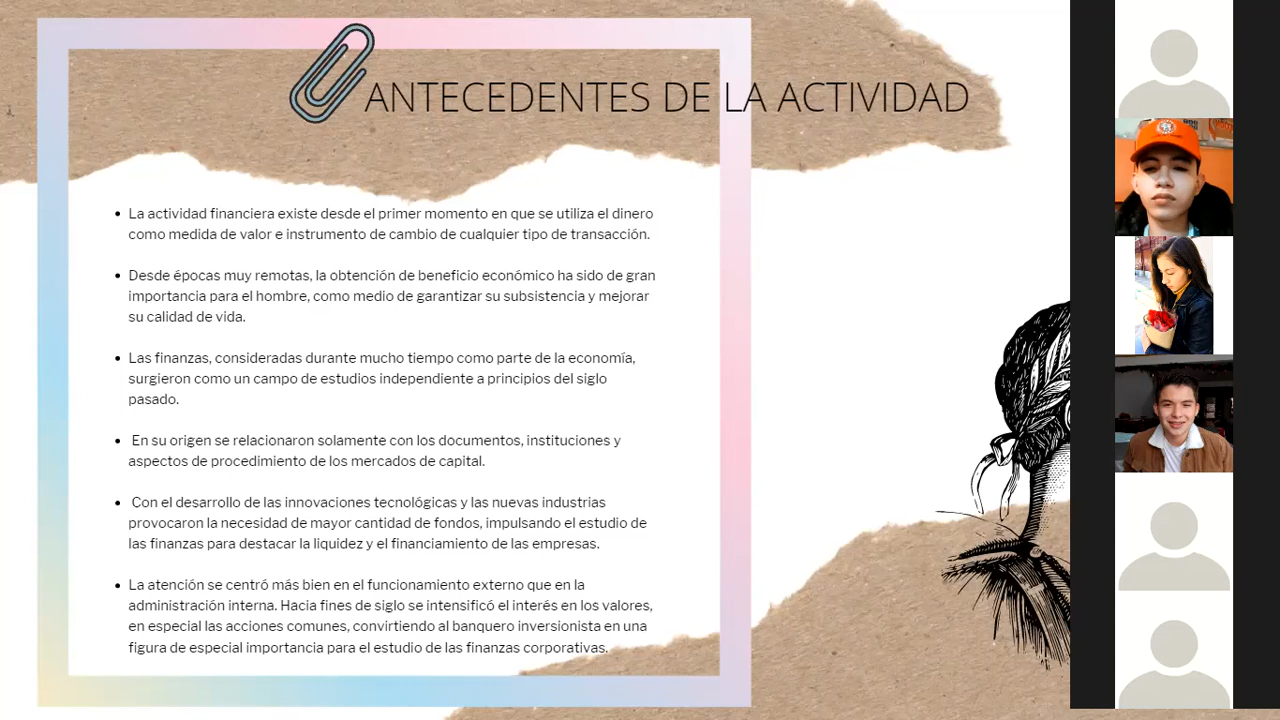 ANTECEDENTES DE LA ACTIVIDAD
• La actividad financiera existe desde el primer momento en que se utiliza el dinero
como medida de valor e instrumento de cambio de cualquier tipo de transacción.
• Desde épocas muy remotas, la obtención de beneficio económico ha sido de gran
importancia para el hombre, como medio de garantizar su subsistencia y mejorar
su calidad de vida.
• Las finanzas, consideradas durante mucho tiempo como parte de la economía,
surgieron como un campo de estudios independiente a principios del siglo
pasado.
• En su origen se relacionaron solamente con los documentos, instituciones y
aspectos de procedimiento de los mercados de capital.
• Con el desarrollo de las innovaciones tecnológicas y las nuevas industrias
provocaron la necesidad de mayor cantidad de fondos, impulsando el estudio de
las finanzas para destacar la liquidez y el financiamiento de las empresas.
• La atención se centró más bien en el funcionamiento externo que en la
administración interna. Hacia fines de siglo se intensificó el interés en los valores,
en especial las acciones comunes, convirtiendo al banquero inversionista en una
figura de especial importancia para el estudio de las finanzas corporativas.